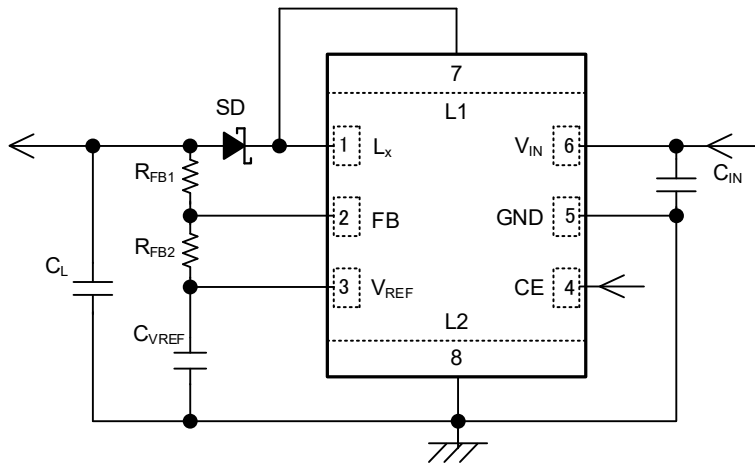 7
L1
SD
1 Lx
VIN 6
RFB1
CIN
2 FB
GND 5
RFB2
CL
3 VREF
CE 4
CVREF
L2
8